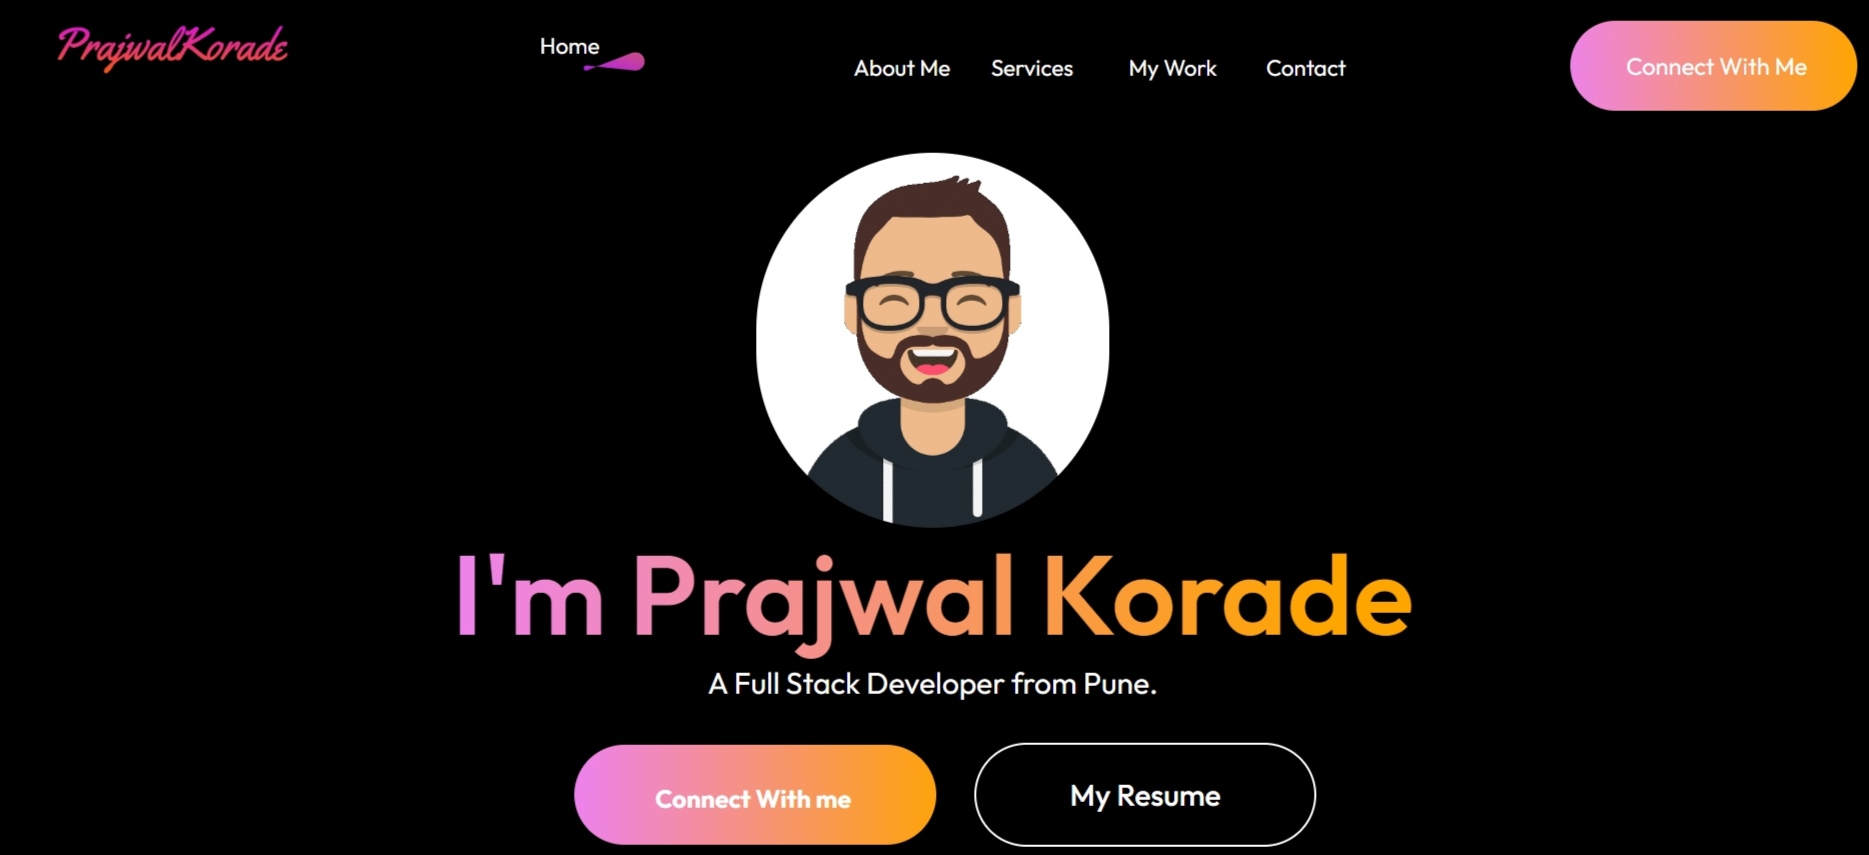 PrajwalKorade
Home
About Me Services My Work Contact
Connect With Me
I'm Prajwal Korade
A Full Stack Developer from Pune.
Connect With me
My Resume